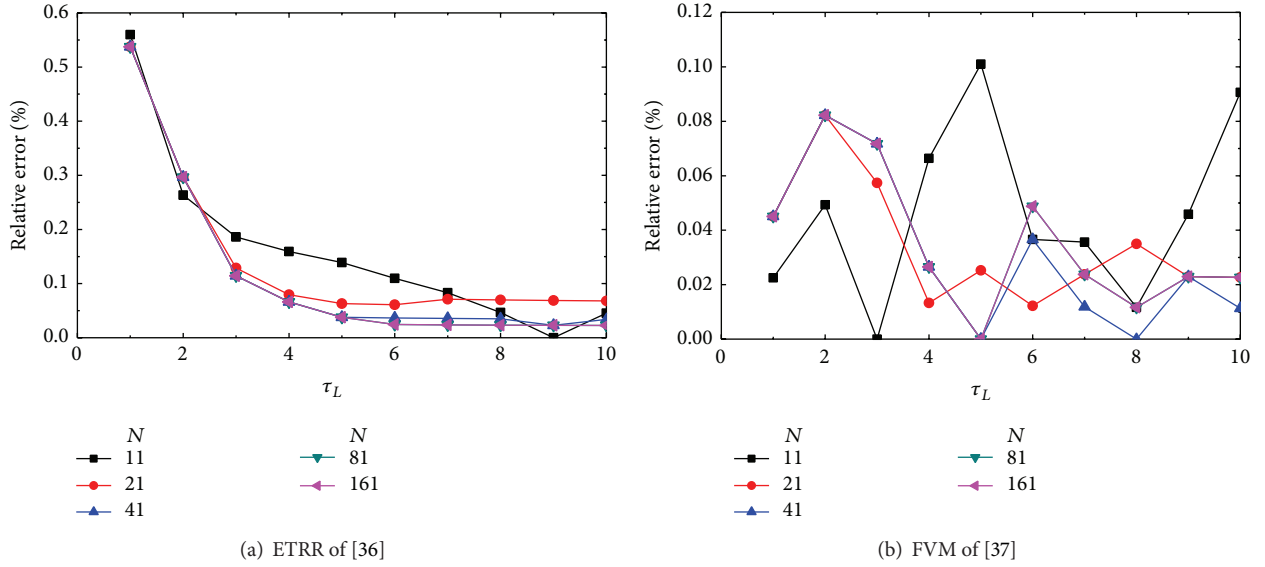 0.6
0.5
0.4
0.3
0.2
0.1
0.0
Relative error (%)
0 2 4 6 8 10
τL
N N
11 81
21 161
41
(a) ETRR of [36]
0.12
0.10
0.08
0.06
0.04
0.02
0.00
Relative error (%)
0 2 4 6 8 10
τL
N N
11 81
21 161
41
(b) FVM of [37]